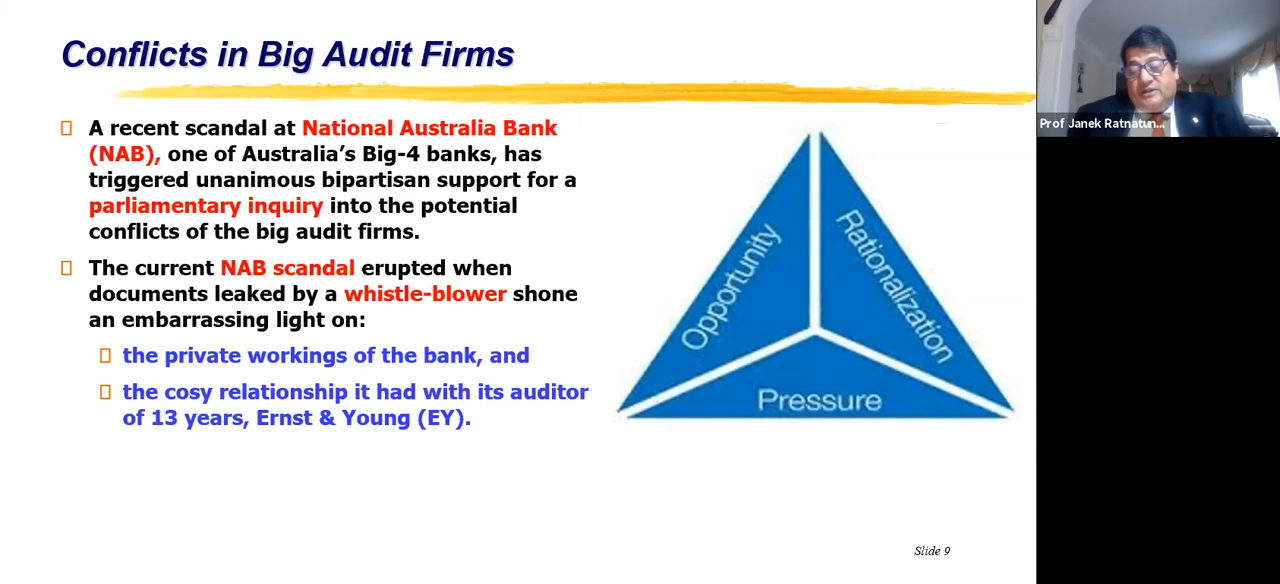 Conflicts in Big Audit Firms
A recent scandal at National Australia Bank
(NAB), one of Australia's Big-4 banks, has
triggered unanimous bipartisan support for a
parliamentary inquiry into the potential
conflicts of the big audit firms.
The current NAB scandal erupted when
documents leaked by a whistle-blower shone
an embarrassing light on:
the private workings of the bank, and
the cosy relationship it had with its auditor
of 13 years, Ernst & Young (EY).
Opportunity
Rationalization
Pressure
Slide 9
Prof Janek Ratnatun...